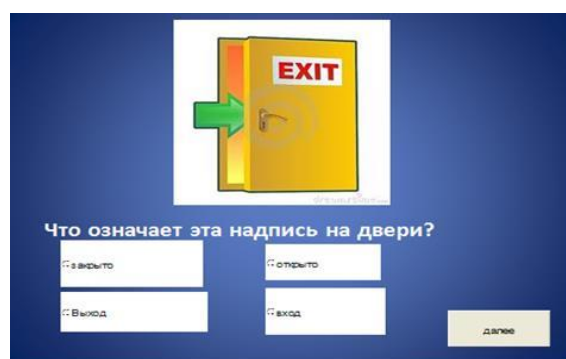 EXIT
Что означает эта надпись на двери?
закрыто
открыто
Выход
вход
далее